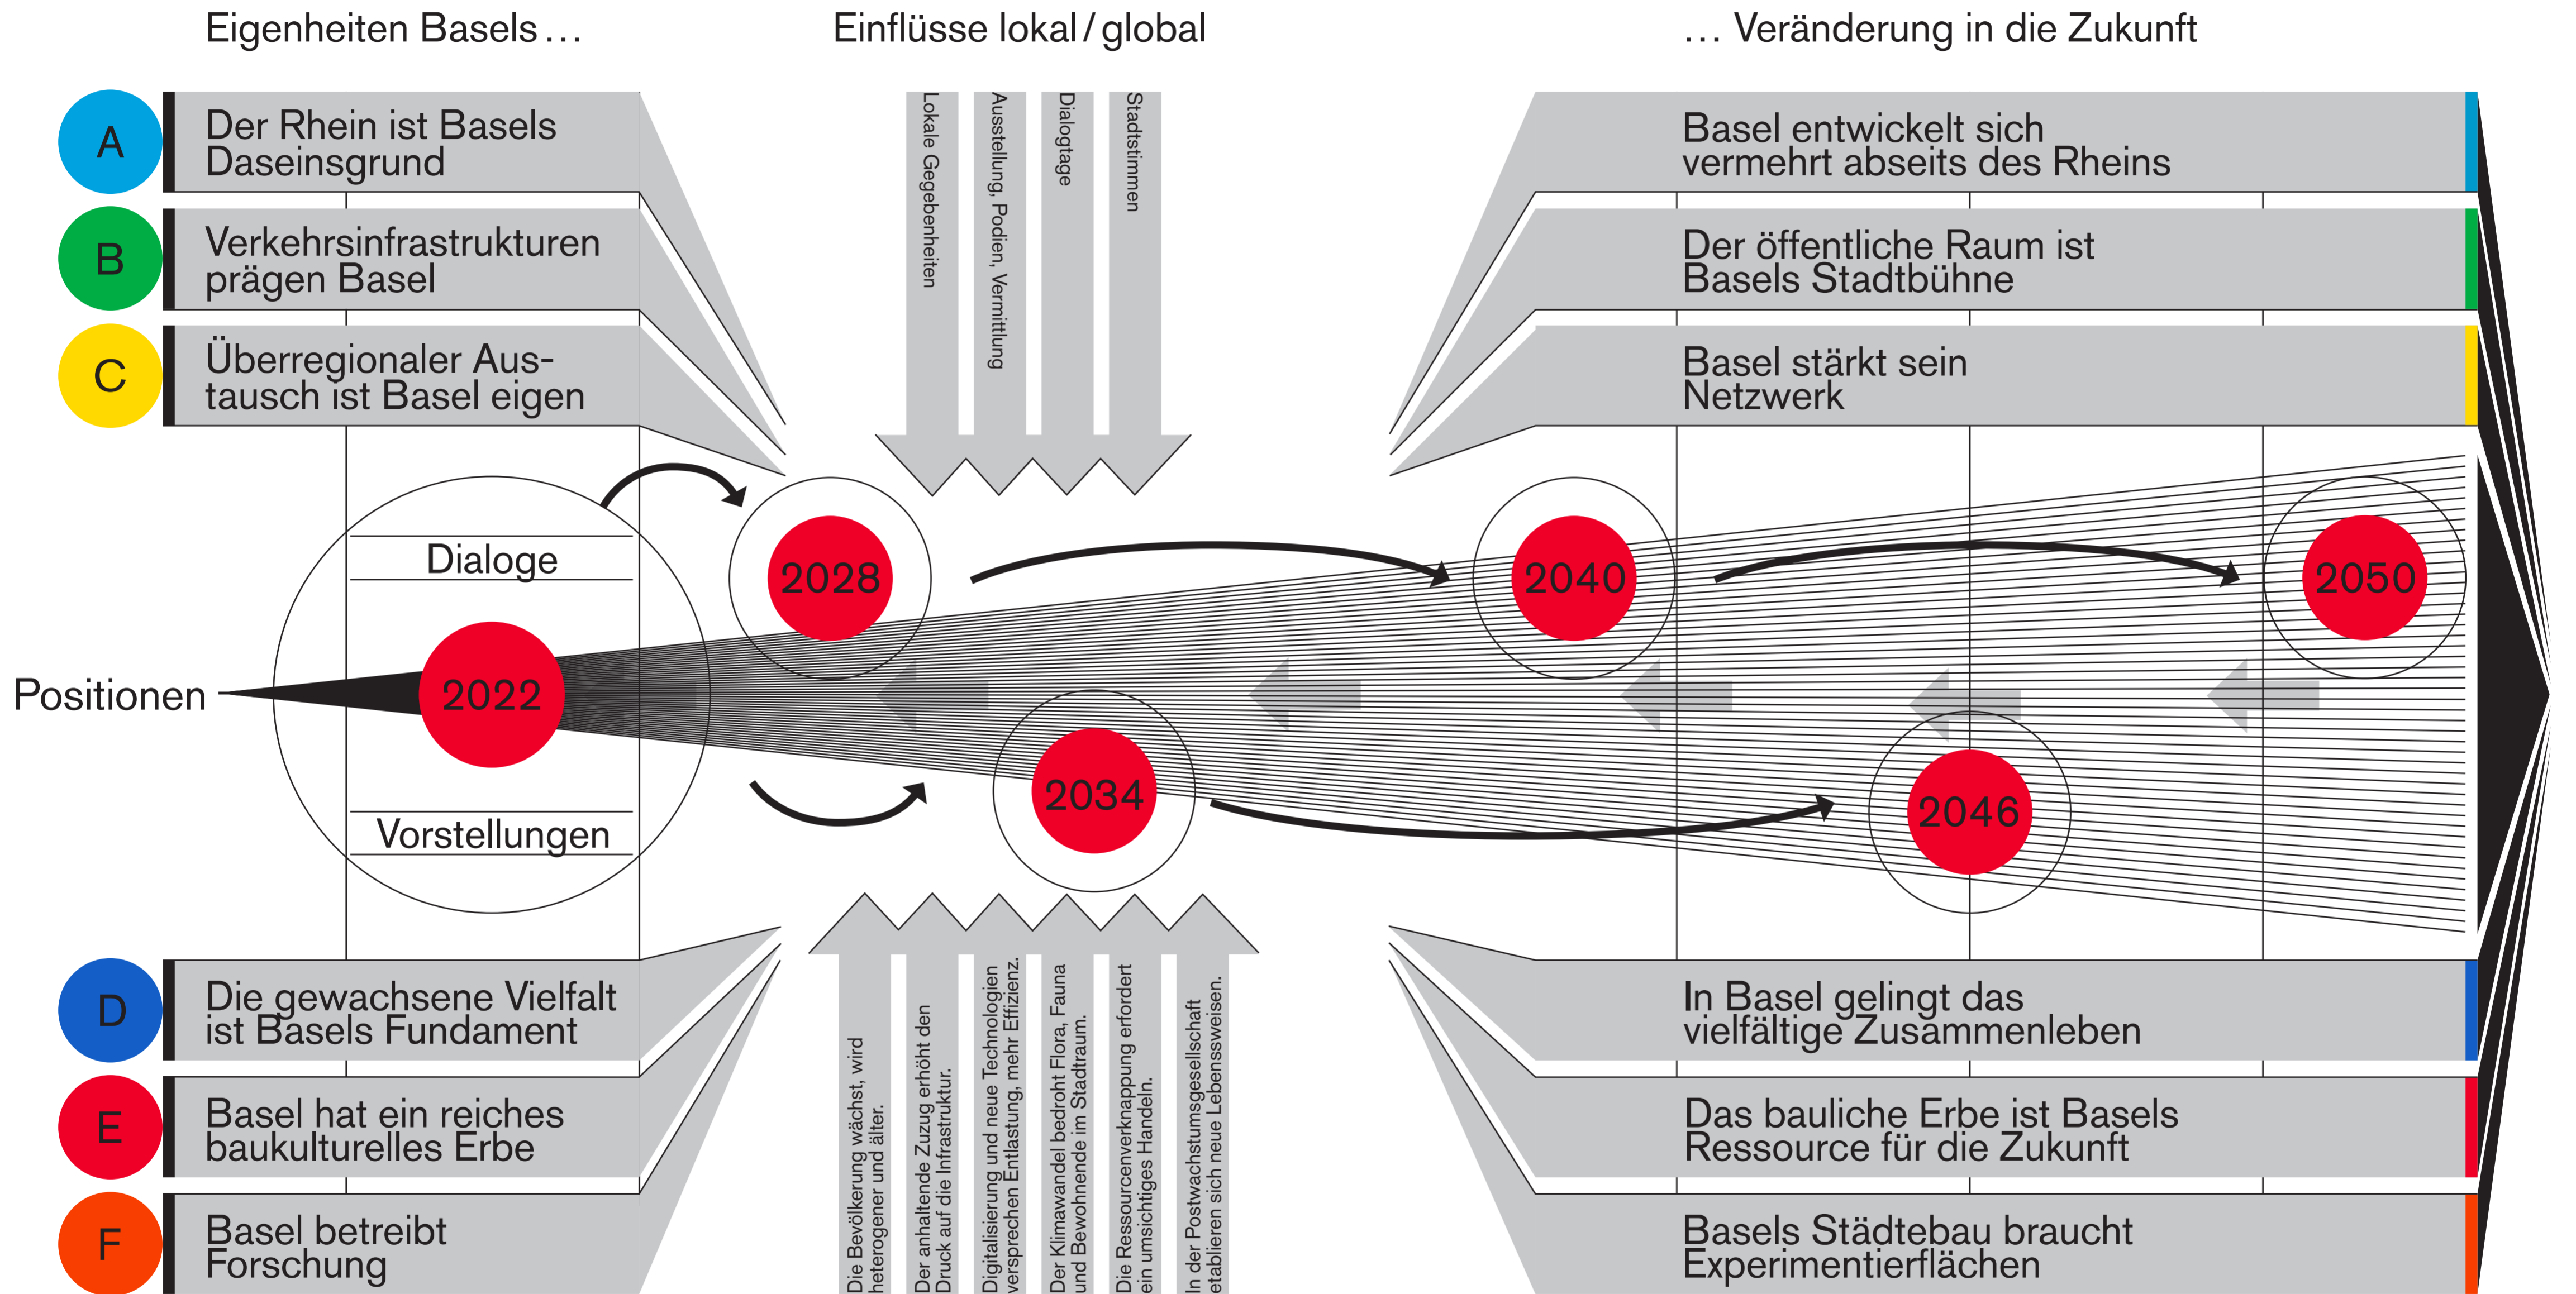 Eigenheiten Basels ...
Einflüsse lokal / global
... Veränderung in die Zukunft
A
Der Rhein ist Basels
Daseinsgrund
B
Verkehrsinfrastrukturen
prägen Basel
C
Überregionaler Aus-
tausch ist Basel eigen
Lokale Gegebenheiten
Ausstellung, Podien, Vermittlung
Dialogtage
Stadtstimmen
Basel entwickelt sich
vermehrt abseits des Rheins
Der öffentliche Raum ist
Basels Stadtbühne
Basel stärkt sein
Netzwerk
Positionen
Dialoge
2022
Vorstellungen
2028
2034
2040
2046
2050
D
Die gewachsene Vielfalt
ist Basels Fundament
E
Basel hat ein reiches
baukulturelles Erbe
F
Basel betreibt
Forschung
Die Bevölkerung wächst, wird
heterogener und älter.
Der anhaltende Zuzug erhöht den
Druck auf die Infrastruktur.
Digitalisierung und neue Technologien
versprechen Entlastung, mehr Effizienz.
Der Klimawandel bedroht Flora, Fauna
und Bewohnende im Stadtraum.
Die Ressourcenverknappung erfordert
ein umsichtiges Handeln.
In der Postwachstumsgesellschaft
etablieren sich neue Lebensweisen.
In Basel gelingt das
vielfältige Zusammenleben
Das bauliche Erbe ist Basels
Ressource für die Zukunft
Basels Städtebau braucht
Experimentierflächen